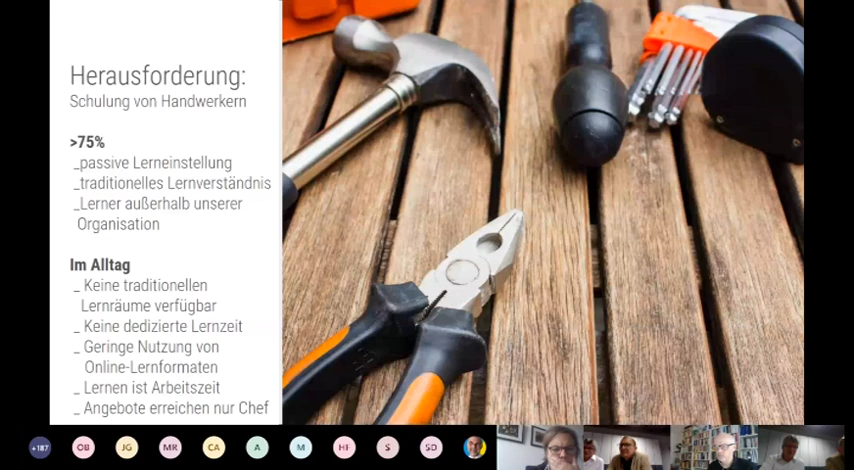 Herausforderung:
Schulung von Handwerkern
>75%
_passive Lerneinstellung
_traditionelles Lernverständnis
_Lerner außerhalb unserer
Organisation
Im Alltag
_ Keine traditionellen
Lernräume verfügbar
_ Keine dedizierte Lernzeit
_ Geringe Nutzung von
Online-Lernformaten
_ Lernen ist Arbeitszeit
_ Angebote erreichen nur Chef
+187 OB JG MR CA A M HF S SD